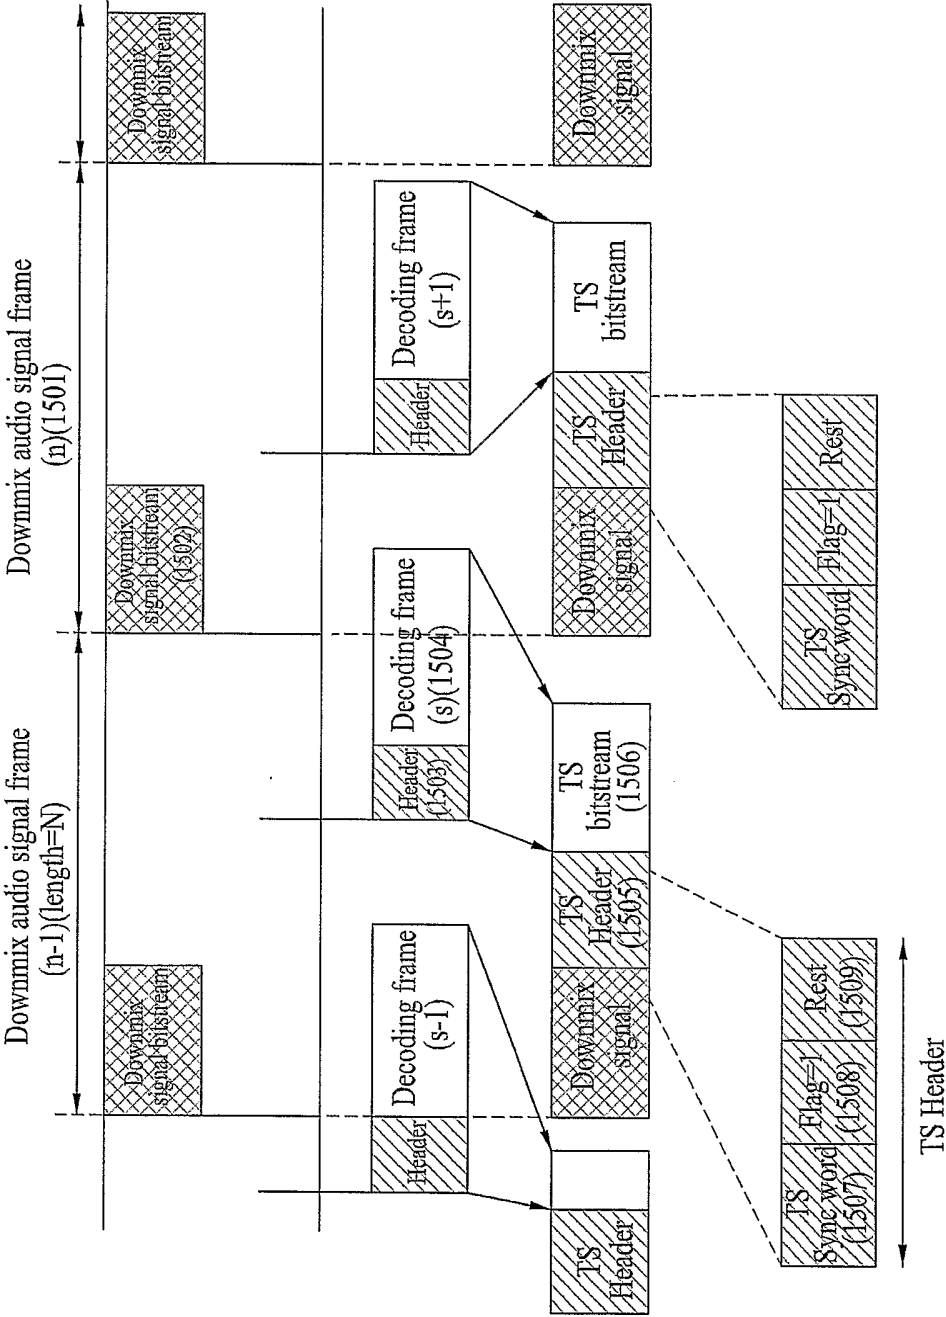 Downmix audio signal frame
(n-1)(length=N)
Downmix audio signal frame
(n)(1501)
Downmix
signal bitstream
Downmix
signal bitstream
(1502)
Downmix
signal bitstream
Header
Decoding frame
(s-1)
Header
(1503)
Decoding frame
(s)(1504)
Header
Decoding frame
(s+1)
TS
Header
Downmix
signal
TS
Header
(1505)
TS
bitstream
(1506)
Downmix
signal
TS
Header
TS
bitstream
Downmix
signal
TS
Sync word
(1507)
Flag=1
(1508)
Rest
(1509)
TS
Sync word
Flag=1
Rest
TS Header